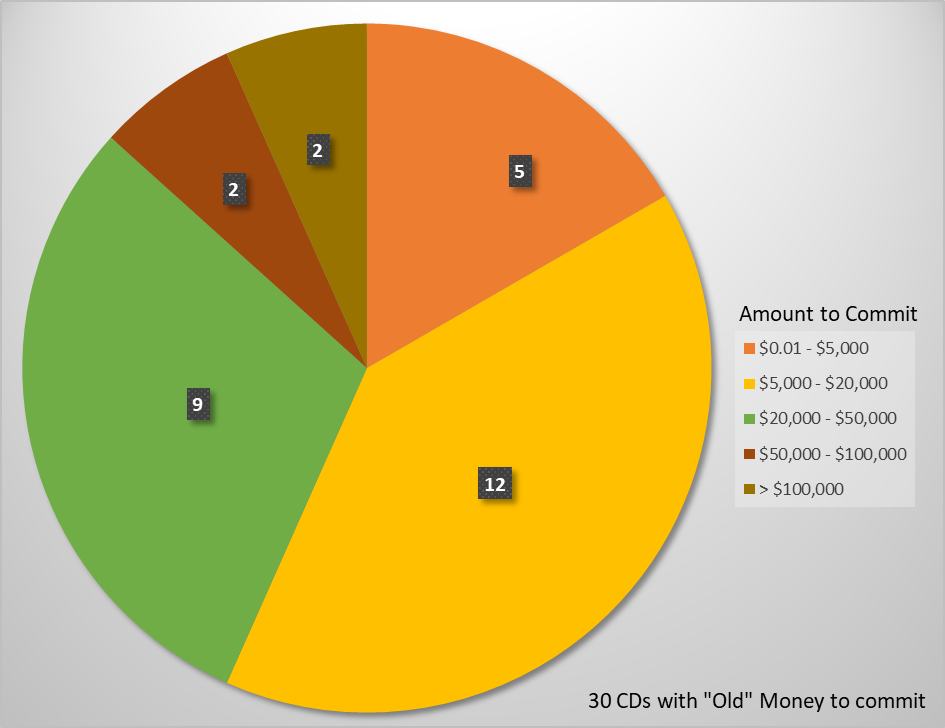 5
12
9
2
2
Amount to Commit
$0.01 - $5,000
$5,000 - $20,000
$20,000 - $50,000
$50,000 - $100,000
> $100,000
30 CDs with "Old" Money to commit